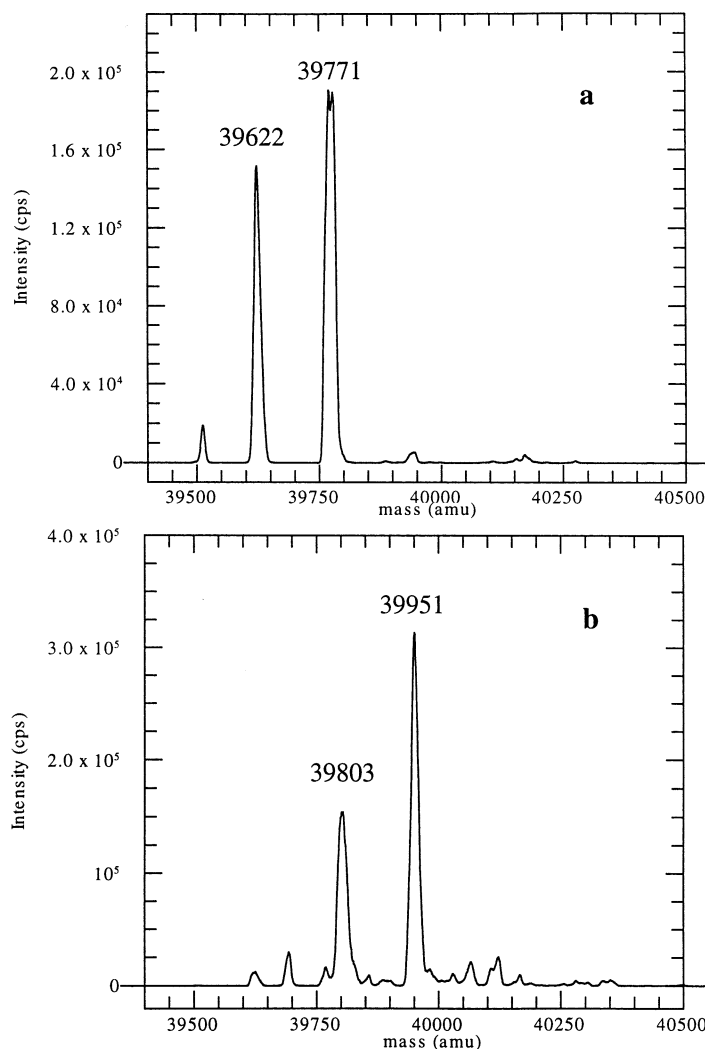 39771
a
39622
2.0 x 10⁵
1.6 x 10⁵
1.2 x 10⁵
8.0 x 10⁴
4.0 x 10⁴
0
Intensity (cps)
39500 39750 40000 40250 40500
mass (amu)
4.0 x 10⁵
39951
b
3.0 x 10⁵
39803
2.0 x 10⁵
10⁵
0
Intensity (cps)
39500 39750 40000 40250 40500
mass (amu)